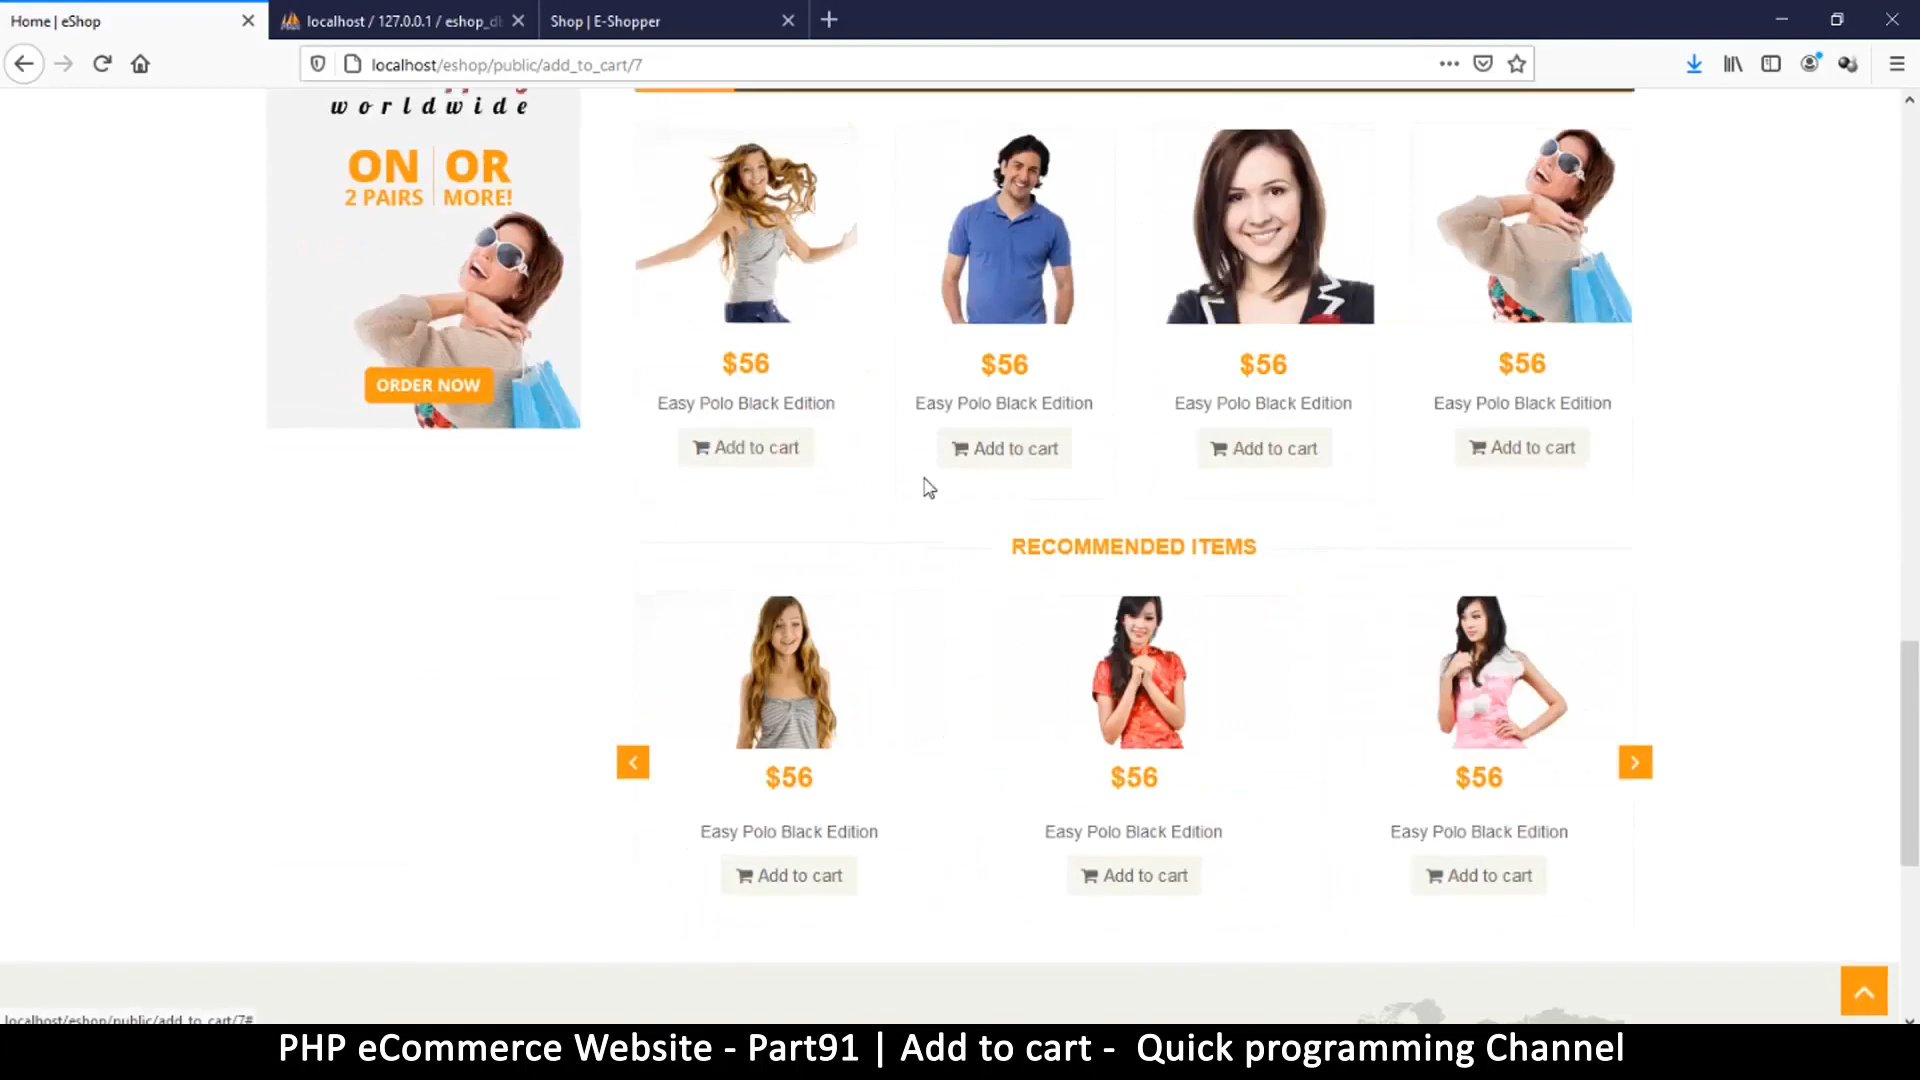 Home | eShop
localhost / 127.0.0.1 / eshop_d
Shop | E-Shopper
localhost/eshop/public/add_to_cart/7
worldwide
ON OR
2 PAIRS MORE!
ORDER NOW
$56 $56 $56 $56
Easy Polo Black Edition Easy Polo Black Edition Easy Polo Black Edition Easy Polo Black Edition
Add to cart Add to cart Add to cart Add to cart
RECOMMENDED ITEMS
$56 $56 $56
Easy Polo Black Edition Easy Polo Black Edition Easy Polo Black Edition
Add to cart Add to cart Add to cart
localhost/eshop/public/add_to_cart/7#
PHP eCommerce Website - Part91 | Add to cart - Quick programming Channel